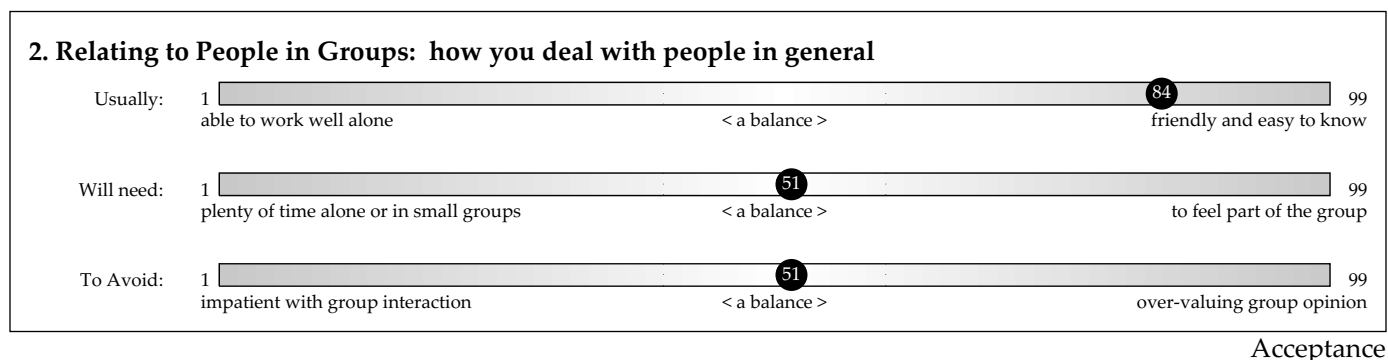 2. Relating to People in Groups:  how you deal with people in general
Usually: 1 84 99
able to work well alone < a balance > friendly and easy to know
Will need: 1 51 99
plenty of time alone or in small groups < a balance > to feel part of the group
To Avoid: 1 51 99
impatient with group interaction < a balance > over-valuing group opinion
Acceptance